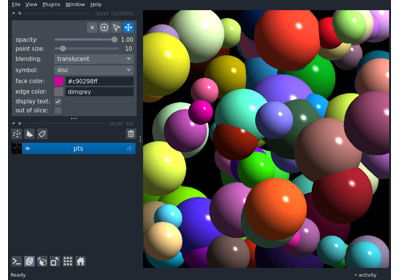 File View Plugins Window Help
layer controls
opacity: 1.00
point size: 10
blending: translucent
symbol: disc
face color: #c90298ff
edge color: dimgrey
display text:
out of slice:
layer list
pts
Ready
activity